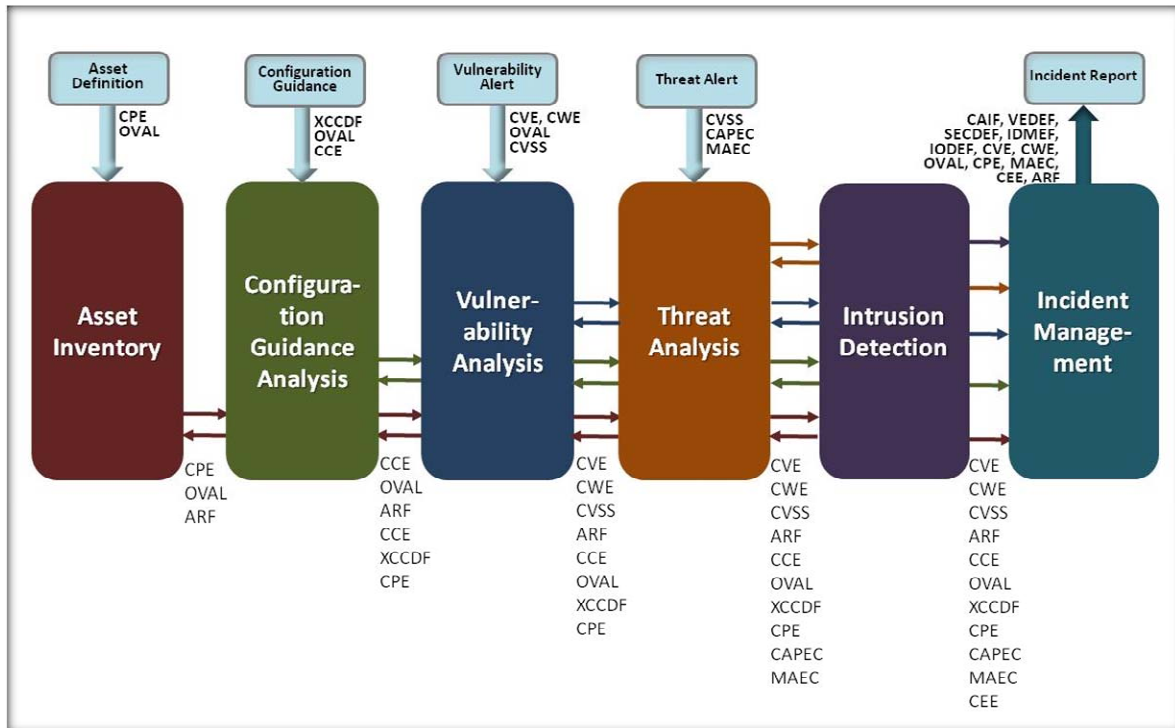 Asset
Definition
Configuration
Guidance
Vulnerability
Alert
Threat Alert
Incident Report
CPE
OVAL
XCCDF
OVAL
CCE
CVE, CWE
OVAL
CVSS
CVSS
CAPEC
MAEC
CAIF, VEDEF,
SECDEF, IDMEF,
IODEF, CVE, CWE,
OVAL, CPE, MAEC,
CEE, ARF
Asset
Inventory
Configura-
tion
Guidance
Analysis
Vulner-
ability
Analysis
Threat
Analysis
Intrusion
Detection
Incident
Manage-
ment
CPE
OVAL
ARF
CCE
OVAL
ARF
CCE
XCCDF
CPE
CVE
CWE
CVSS
ARF
CCE
OVAL
XCCDF
CPE
CVE
CWE
CVSS
ARF
CCE
OVAL
XCCDF
CPE
CAPEC
MAEC
CVE
CWE
CVSS
ARF
CCE
OVAL
XCCDF
CPE
CAPEC
MAEC
CEE